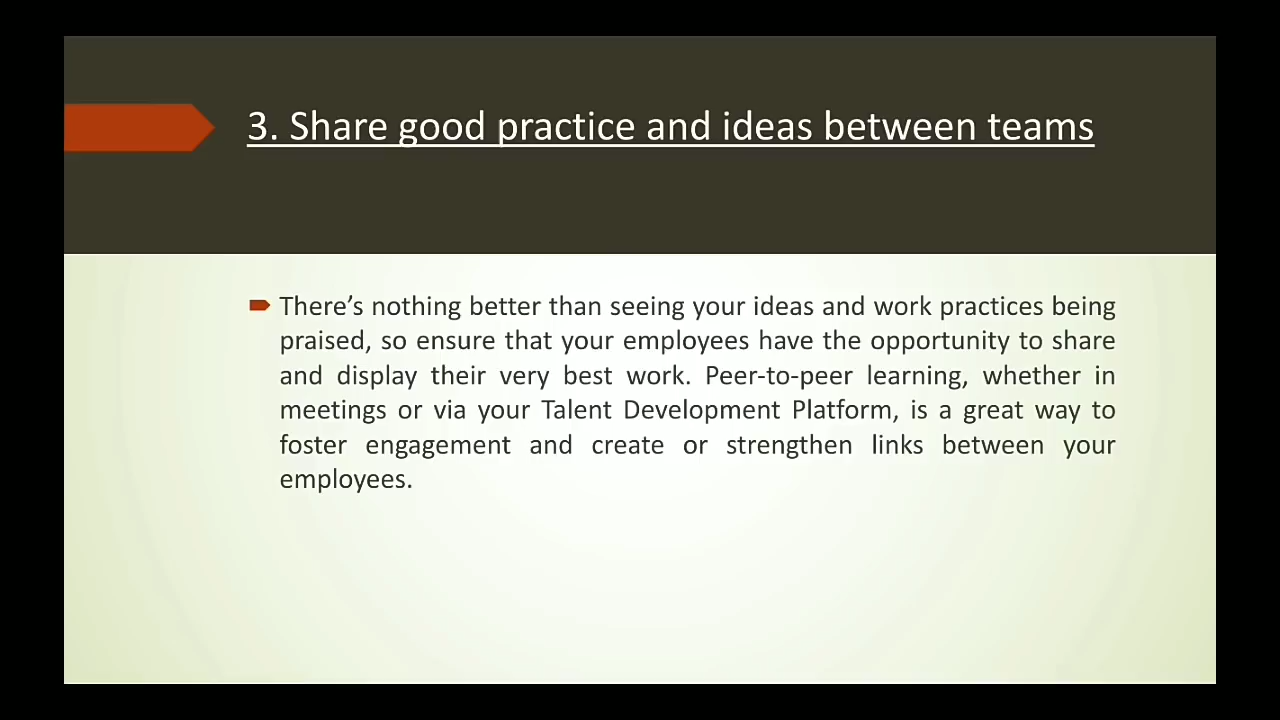 3. Share good practice and ideas between teams
There’s nothing better than seeing your ideas and work practices being
praised, so ensure that your employees have the opportunity to share
and display their very best work. Peer-to-peer learning, whether in
meetings or via your Talent Development Platform, is a great way to
foster engagement and create or strengthen links between your
employees.